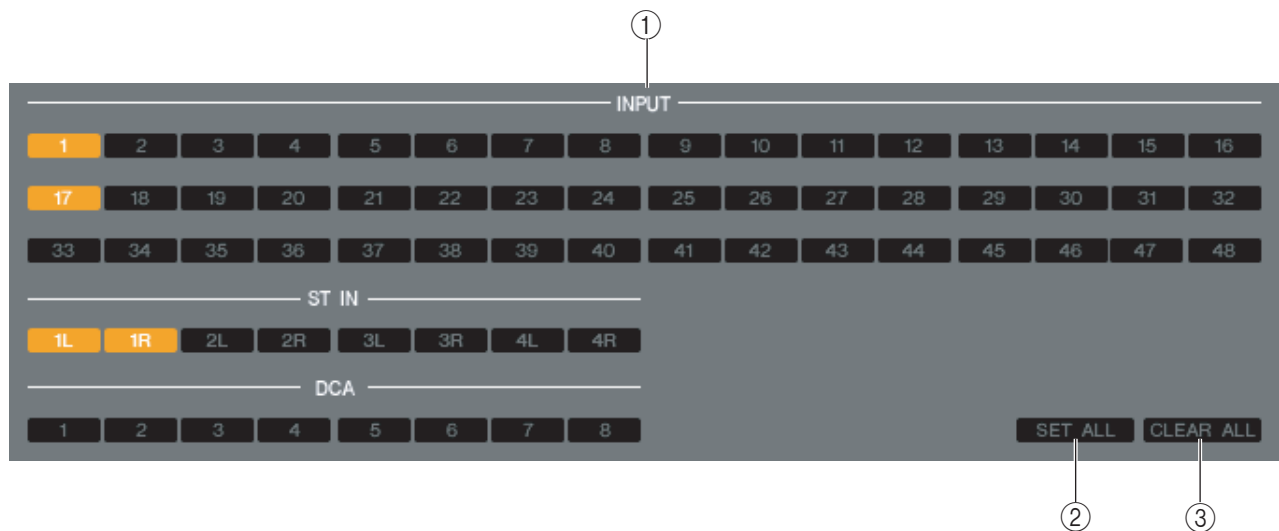 ①
INPUT
1 2 3 4 5 6 7 8 9 10 11 12 13 14 15 16
17 18 19 20 21 22 23 24 25 26 27 28 29 30 31 32
33 34 35 36 37 38 39 40 41 42 43 44 45 46 47 48
ST IN
1L 1R 2L 2R 3L 3R 4L 4R
DCA
1 2 3 4 5 6 7 8 SET ALL CLEAR ALL
② ③